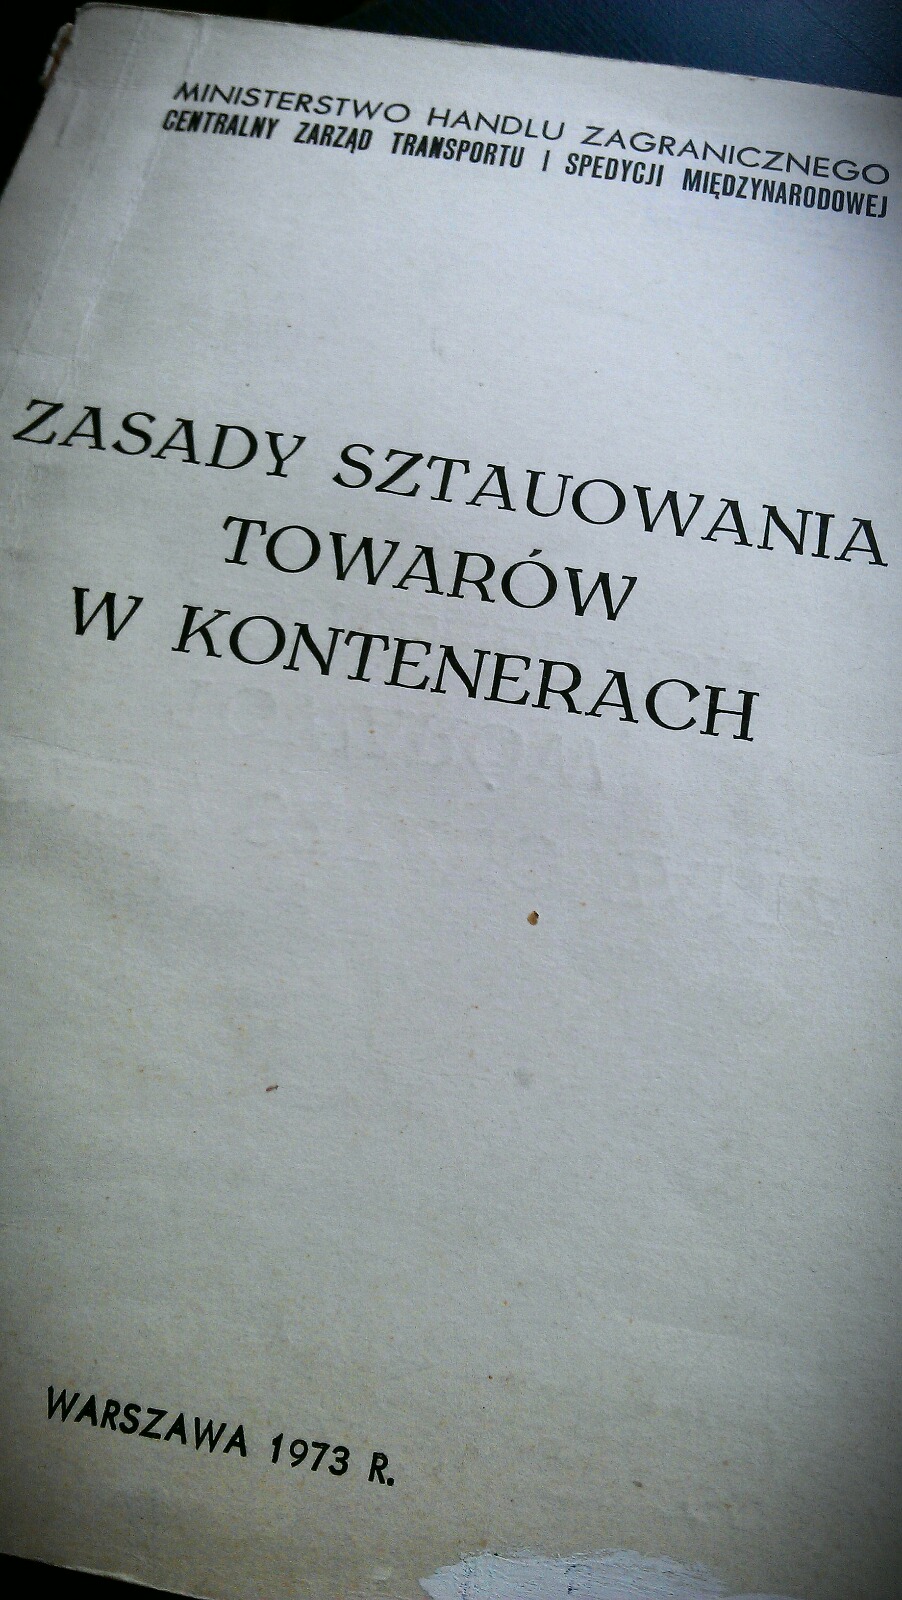 MINISTERSTWO HANDLU ZAGRANICZNEGO
CENTRALNY ZARZĄD TRANSPORTU I SPEDYCJI MIĘDZYNARODOWEJ
ZASADY SZTAUOWANIA
TOWARÓW
W KONTENERACH
WARSZAWA 1973 R.